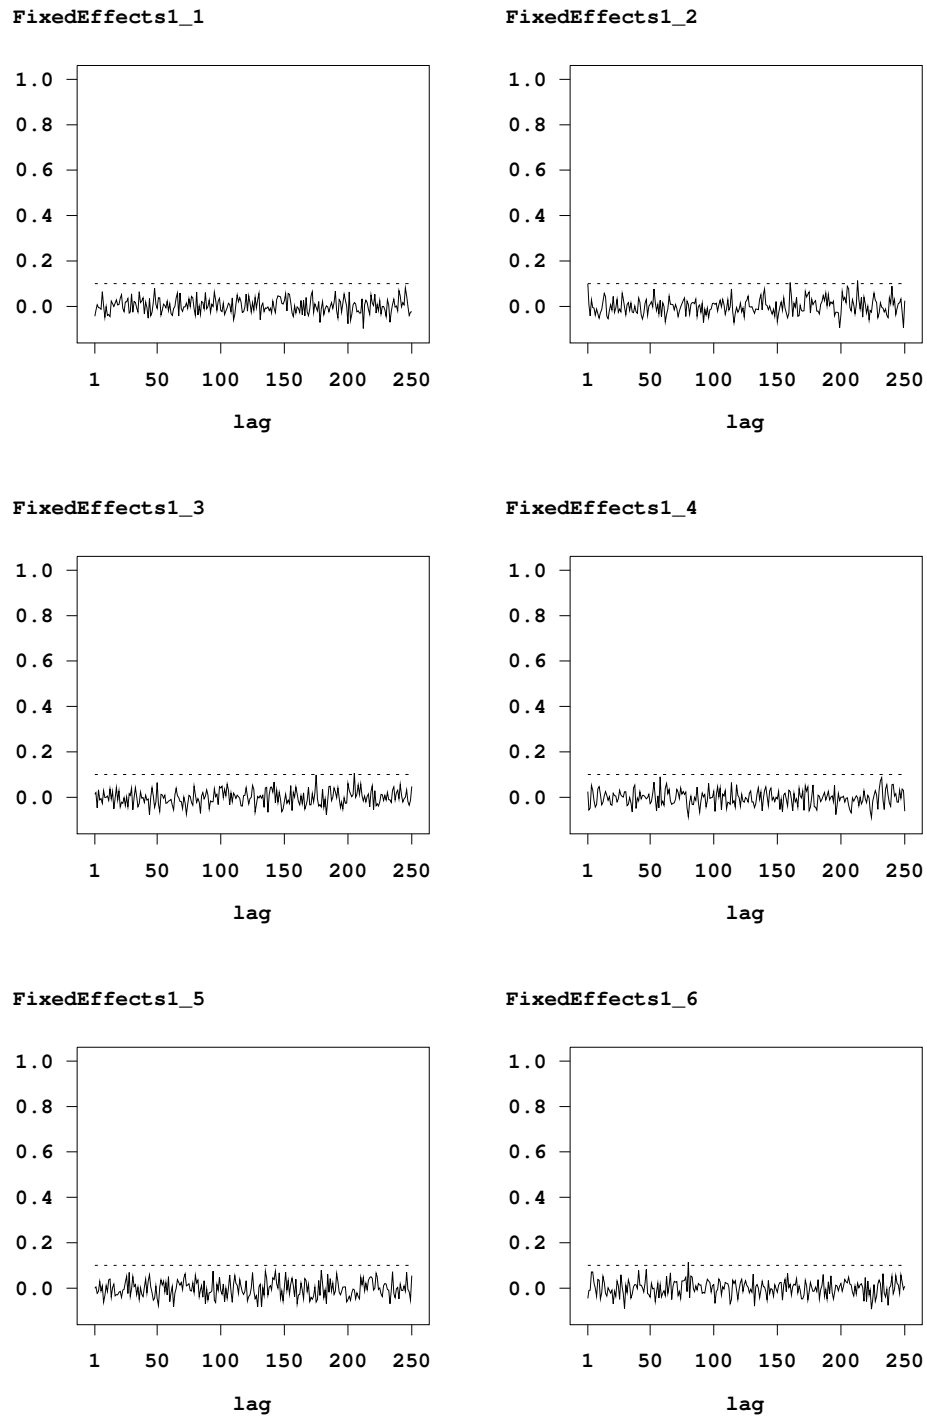 FixedEffects1_1 FixedEffects1_2
1.0 1.0
0.8 0.8
0.6 0.6
0.4 0.4
0.2 0.2
0.0 0.0
1 50 100 150 200 250 1 50 100 150 200 250
lag lag
FixedEffects1_3 FixedEffects1_4
1.0 1.0
0.8 0.8
0.6 0.6
0.4 0.4
0.2 0.2
0.0 0.0
1 50 100 150 200 250 1 50 100 150 200 250
lag lag
FixedEffects1_5 FixedEffects1_6
1.0 1.0
0.8 0.8
0.6 0.6
0.4 0.4
0.2 0.2
0.0 0.0
1 50 100 150 200 250 1 50 100 150 200 250
lag lag